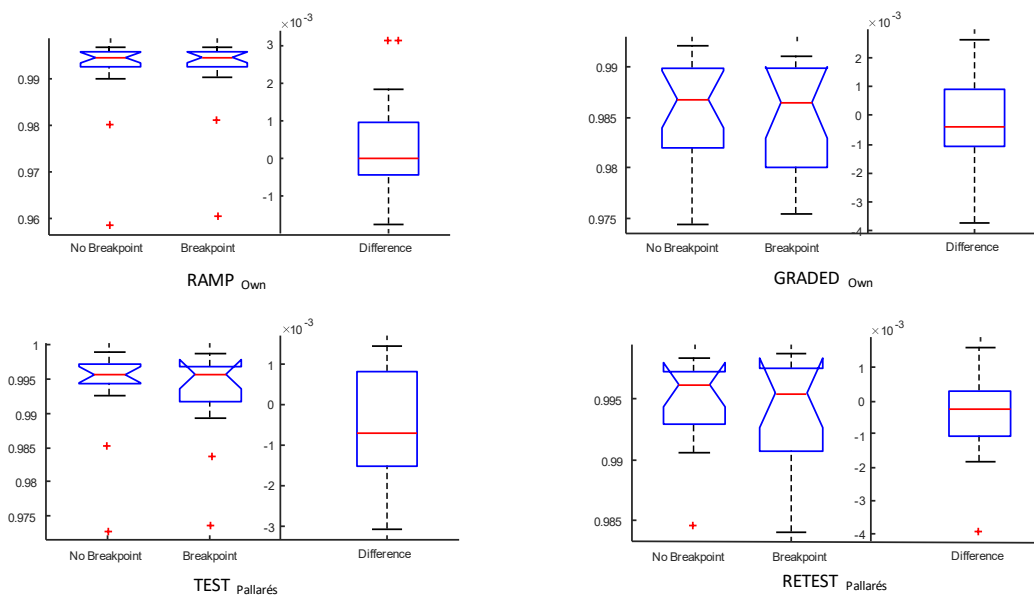 ×10⁻³
0.99
0.98
0.97
0.96
3
2
1
0
-1
No Breakpoint
Breakpoint
Difference
RAMP Own
×10⁻³
0.99
0.985
0.98
0.975
2
1
0
-1
-2
-3
-4
No Breakpoint
Breakpoint
Difference
GRADED Own
×10⁻³
1
0.995
0.99
0.985
0.98
0.975
1
0
-1
-2
-3
No Breakpoint
Breakpoint
Difference
TEST Pallarés
×10⁻³
0.995
0.99
0.985
1
0
-1
-2
-3
-4
No Breakpoint
Breakpoint
Difference
RETEST Pallarés